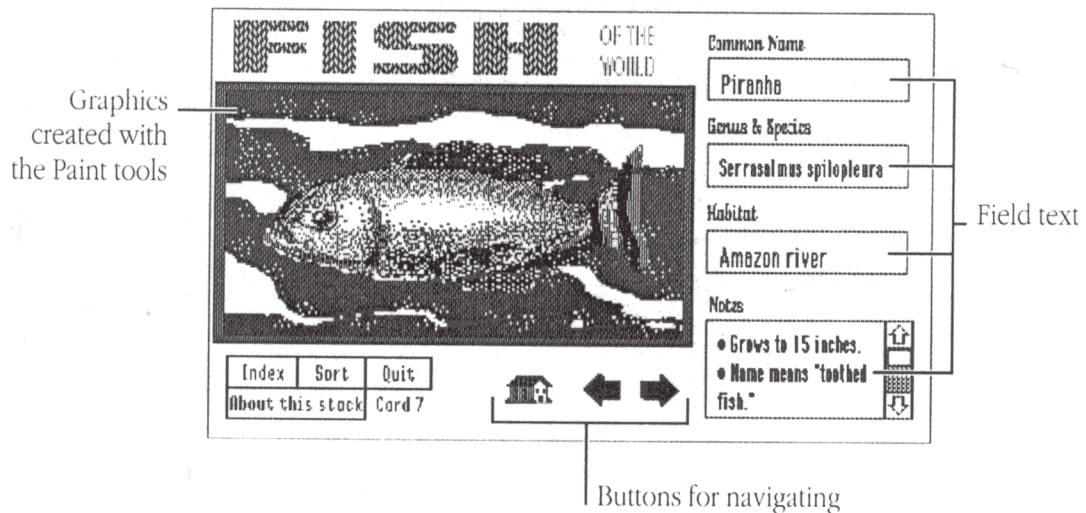 FISH
OF THE
WORLD
Graphics
created with
the Paint tools
Common Name
Piranha
Genus & Species
Serrasalmus spilopleura
Habitat
Amazon river
Notes
• Grows to 15 inches.
• Name means "toothed
fish."
Field text
Index Sort Quit
About this stack Card 7
Buttons for navigating